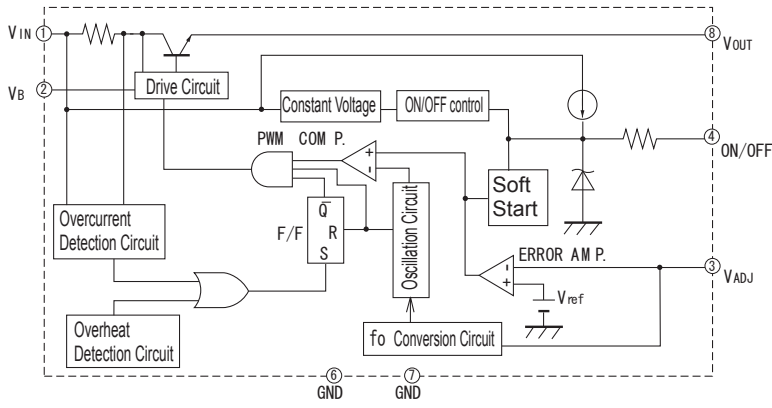 VIN
1
8
VOUT
VB
2
Drive Circuit
Constant Voltage
ON/OFF control
4
ON/OFF
PWM COMP.
+
-
Soft
Start
Overcurrent
Detection Circuit
F/F
Q̅
R
S
Oscillation Circuit
ERROR AMP.
-
+
Vref
3
VADJ
Overheat
Detection Circuit
fo Conversion Circuit
6
GND
7
GND